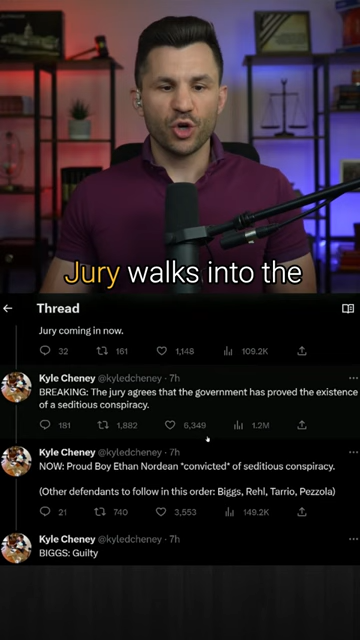 Jury walks into the
Thread
Jury coming in now.
32 161 1,148 109.2K
Kyle Cheney @kyledcheney · 7h
BREAKING: The jury agrees that the government has proved the existence
of a seditious conspiracy.
181 1,882 6,349 1.2M
Kyle Cheney @kyledcheney · 7h
NOW: Proud Boy Ethan Nordean *convicted* of seditious conspiracy.
(Other defendants to follow in this order: Biggs, Rehl, Tarrio, Pezzola)
21 740 3,553 149.2K
Kyle Cheney @kyledcheney · 7h
BIGGS: Guilty